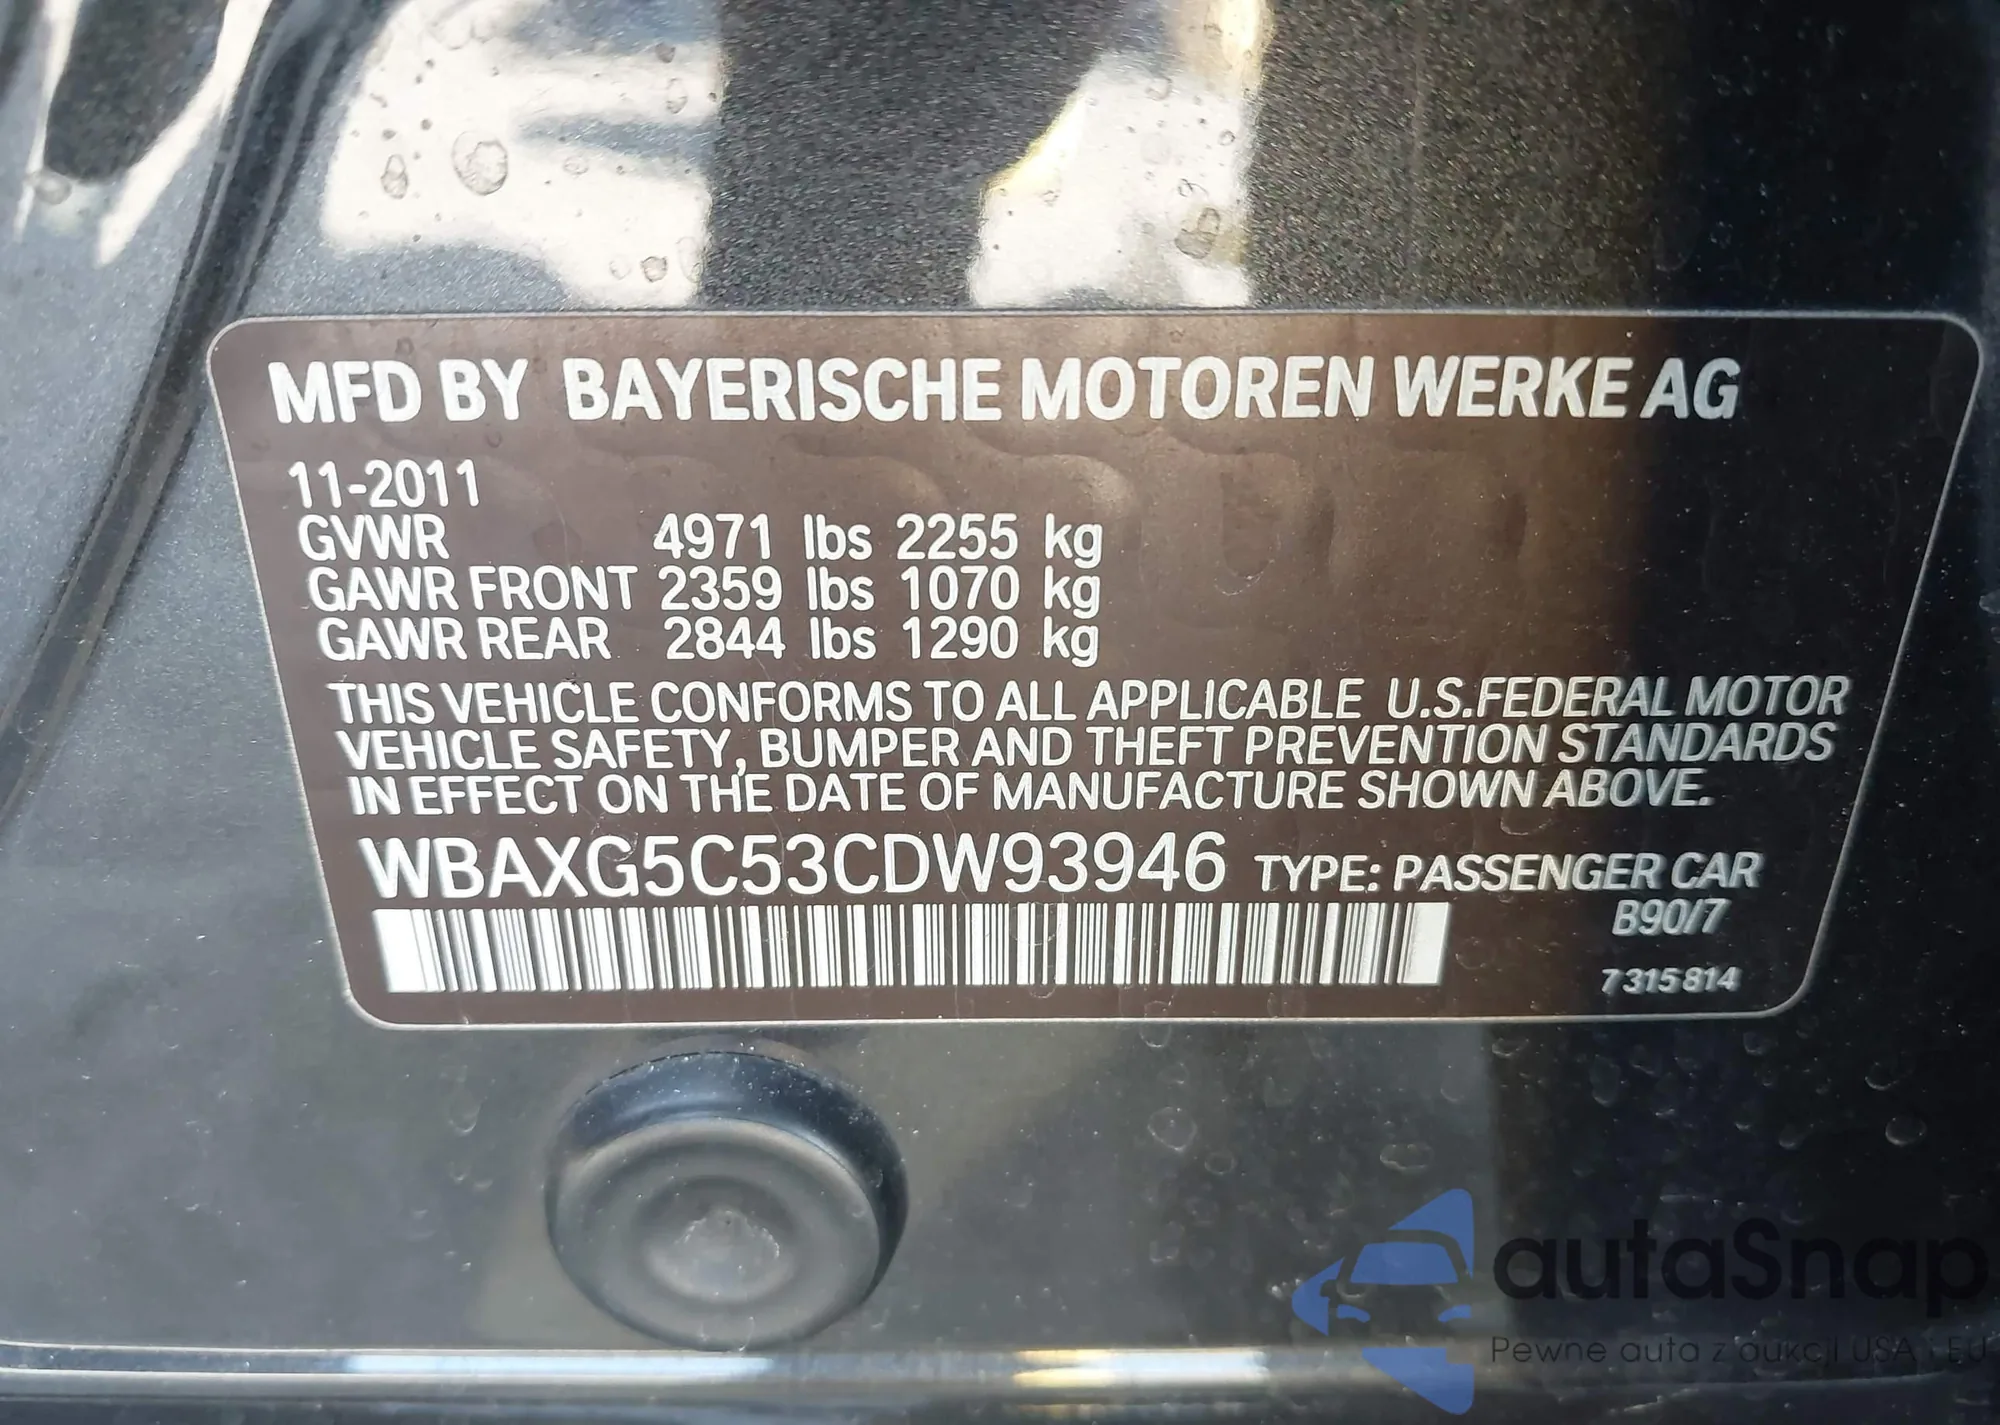 MFD BY BAYERISCHE MOTOREN WERKE AG
11-2011
GVWR 4971 lbs 2255 kg
GAWR FRONT 2359 lbs 1070 kg
GAWR REAR 2844 lbs 1290 kg
THIS VEHICLE CONFORMS TO ALL APPLICABLE U.S.FEDERAL MOTOR
VEHICLE SAFETY, BUMPER AND THEFT PREVENTION STANDARDS
IN EFFECT ON THE DATE OF MANUFACTURE SHOWN ABOVE.
WBAXG5C53CDW93946 TYPE: PASSENGER CAR
B90/7
7315814
autaSnap
Pewne auta z aukcji USA i EU